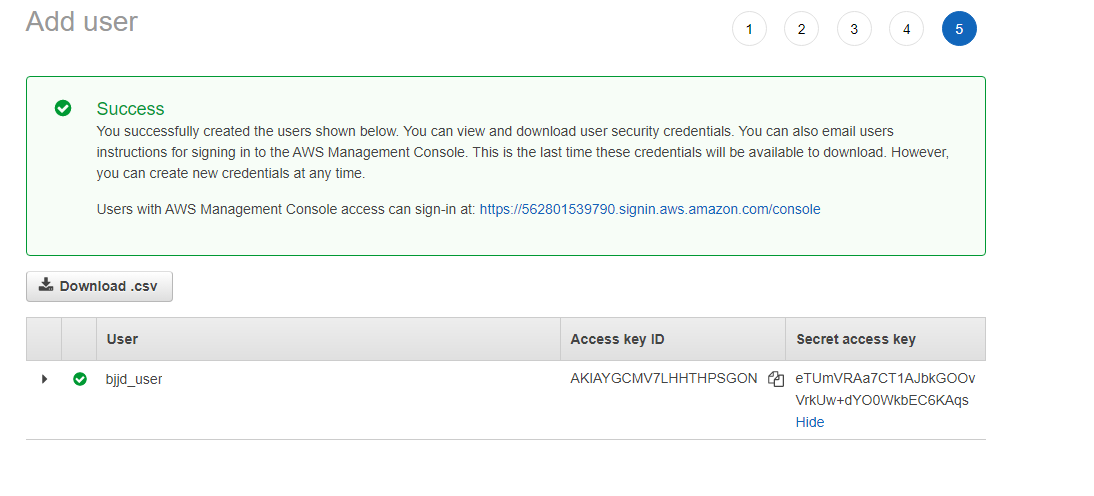 Add user
1 2 3 4 5
Success
You successfully created the users shown below. You can view and download user security credentials. You can also email users
instructions for signing in to the AWS Management Console. This is the last time these credentials will be available to download. However,
you can create new credentials at any time.
Users with AWS Management Console access can sign-in at: https://562801539790.signin.aws.amazon.com/console
Download .csv
User Access key ID Secret access key
bjjd_user AKIAYGCMV7LHHTHPSGON eTUmVRAa7CT1AJbkGOOv
VrkUw+dYO0WkbEC6KAqs
Hide